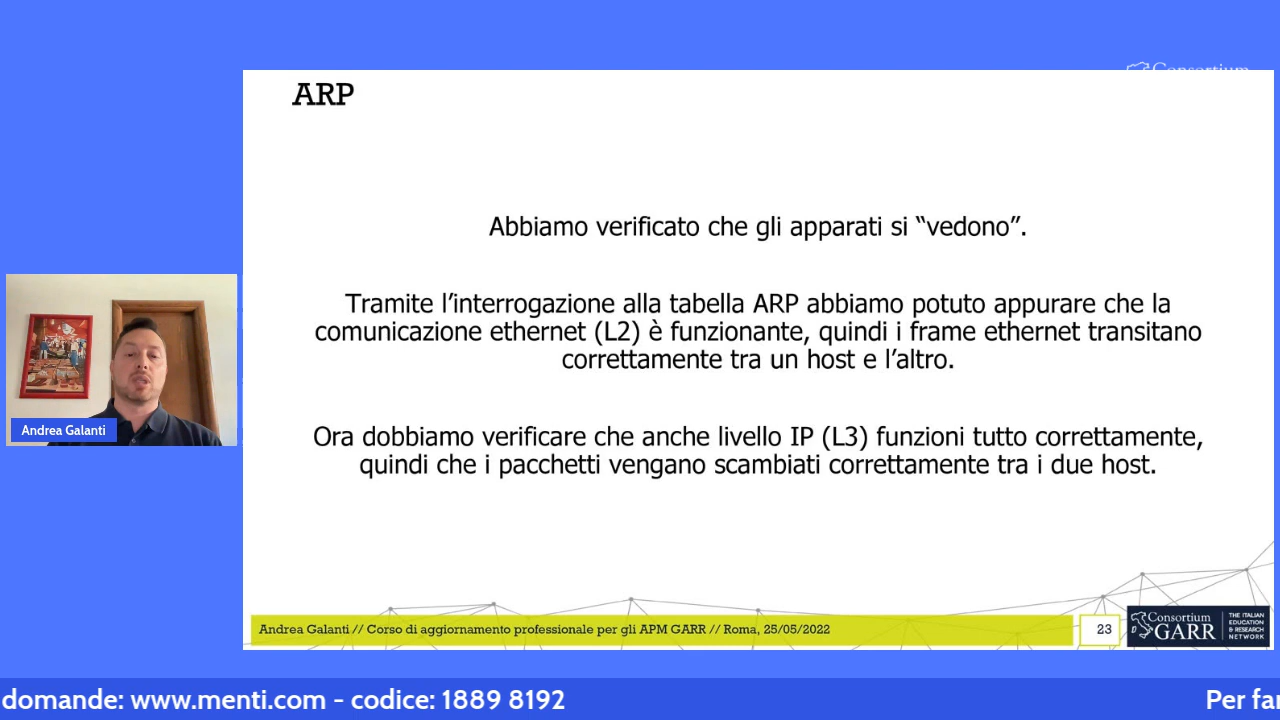 Consortium
ARP
Abbiamo verificato che gli apparati si “vedono”.
Tramite l’interrogazione alla tabella ARP abbiamo potuto appurare che la
comunicazione ethernet (L2) è funzionante, quindi i frame ethernet transitano
correttamente tra un host e l’altro.
Ora dobbiamo verificare che anche livello IP (L3) funzioni tutto correttamente,
quindi che i pacchetti vengano scambiati correttamente tra i due host.
Andrea Galanti
Andrea Galanti // Corso di aggiornamento professionale per gli APM GARR // Roma, 25/05/2022
23
Consortium
GARR
THE ITALIAN
EDUCATION
& RESEARCH
NETWORK
domande: www.menti.com - codice: 1889 8192
Per far